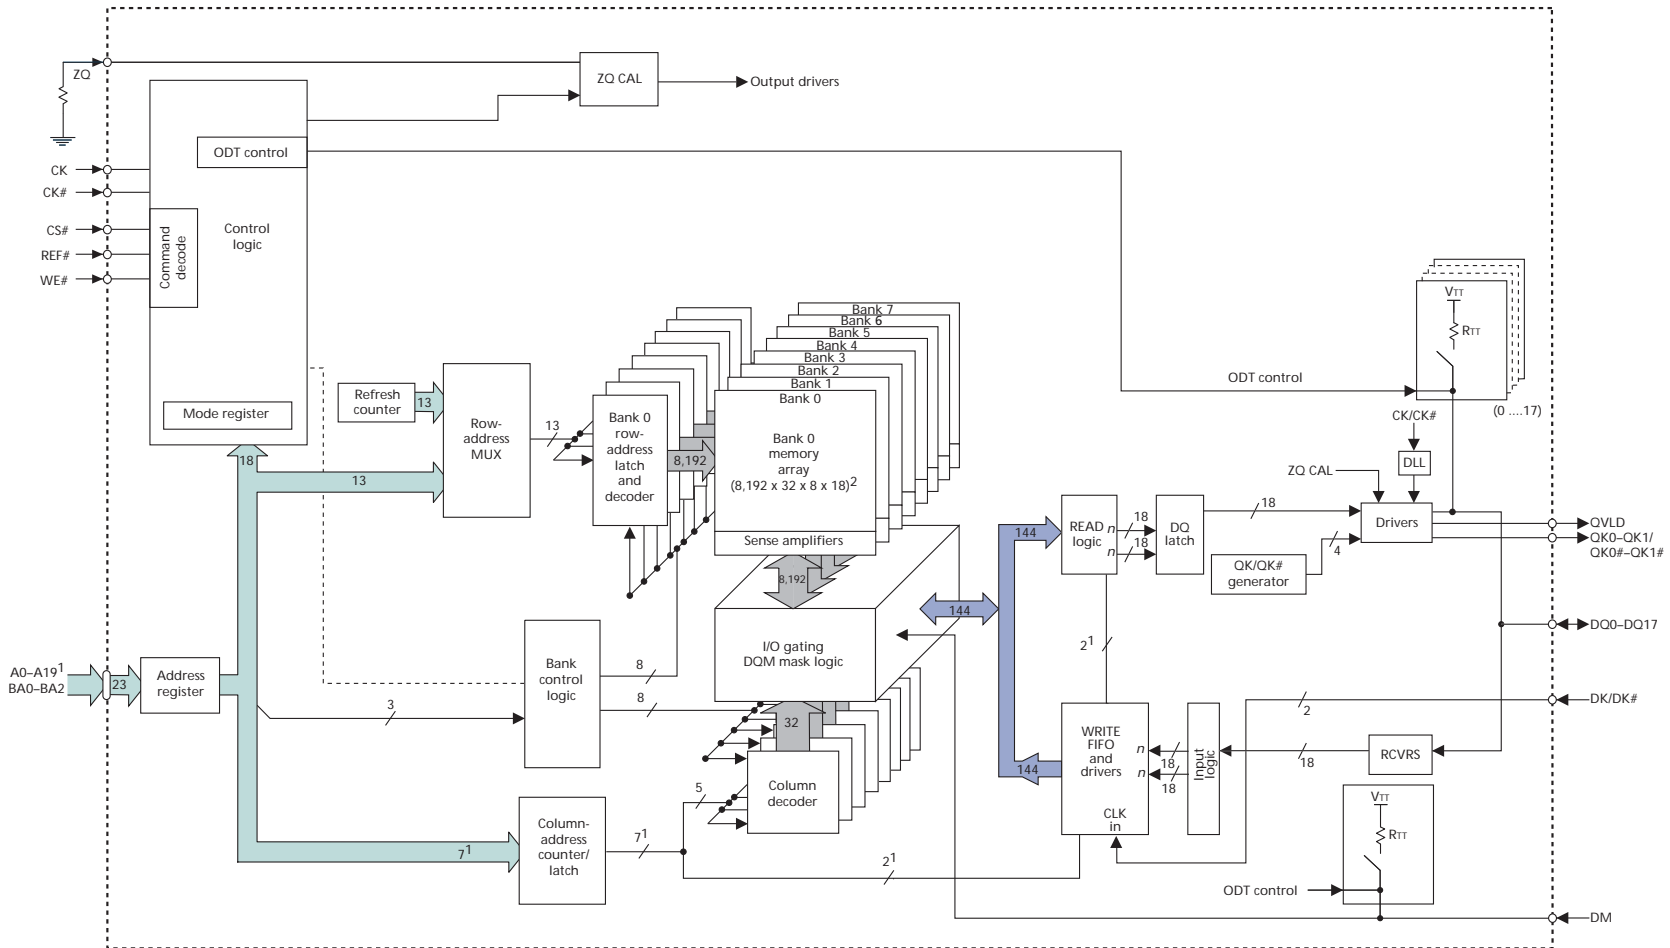 ZQ
ZQ CAL
Output drivers
ODT control
CK
CK#
CS#
REF#
WE#
Command
decode
Control
logic
Mode register
18
Refresh
counter
13
13
Row-
address
MUX
13
Bank 0
row-
address
latch
and
decoder
8,192
Bank 7
Bank 6
Bank 5
Bank 4
Bank 3
Bank 2
Bank 1
Bank 0
Bank 0
memory
array
(8,192 x 32 x 8 x 18)2
Sense amplifiers
8,192
I/O gating
DQM mask logic
32
Column
decoder
5
A0–A191
BA0–BA2
23
Address
register
3
Bank
control
logic
8
8
71
Column-
address
counter/
latch
71
21
144
144
144
READ
logic
n
n
18
18
DQ
latch
18
QK/QK#
generator
4
ZQ CAL
CK/CK#
DLL
Drivers
ODT control
VTT
RTT
(0 ....17)
QVLD
QK0–QK1/
QK0#–QK1#
DQ0–DQ17
21
DK/DK#
2
WRITE
FIFO
and
drivers
n
n
CLK
in
18
18
Input
logic
18
RCVRS
VTT
RTT
ODT control
DM